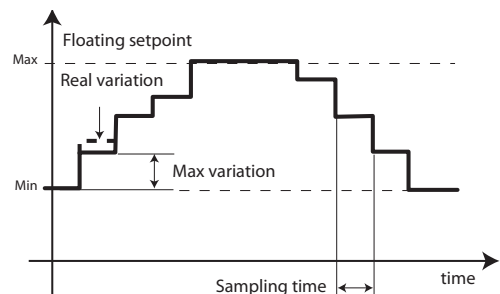 Floating setpoint
Max
Real variation
Max variation
Min
time
Sampling time